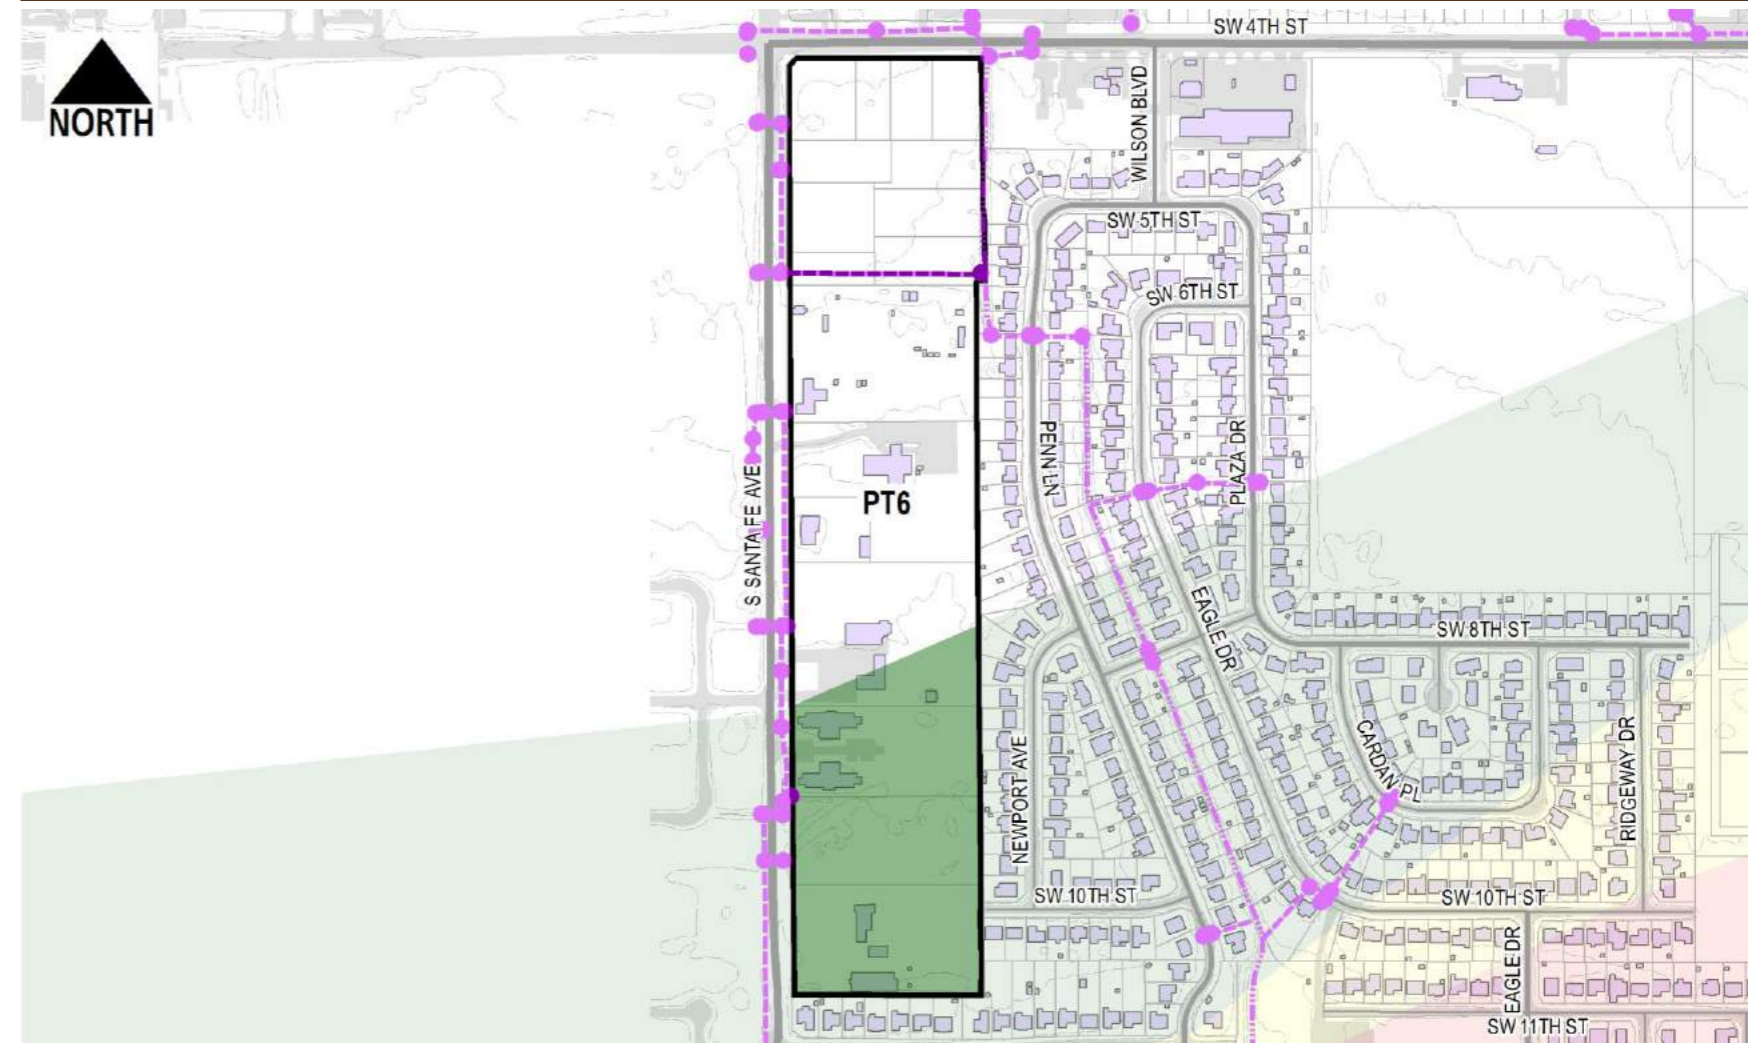 SW 4TH ST
NORTH
WILSON BLVD
SW 5TH ST
SW 6TH ST
PENN LN
PLAZA DR
PT6
S SANTA FE AVE
EAGLE DR
SW 8TH ST
NEWPORT AVE
CARDAN PL
RIDGEWAY DR
SW 10TH ST
SW 10TH ST
EAGLE DR
SW 11TH ST